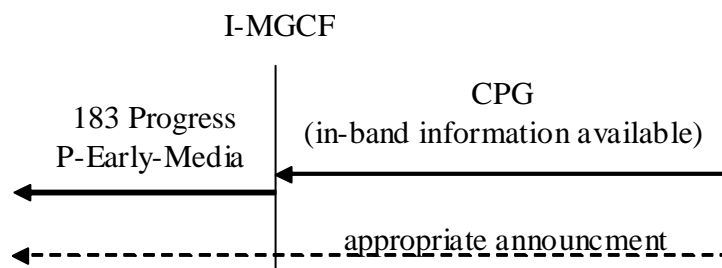 I-MGCF
183 Progress
P-Early-Media
CPG
(in-band information available)
appropriate announcment